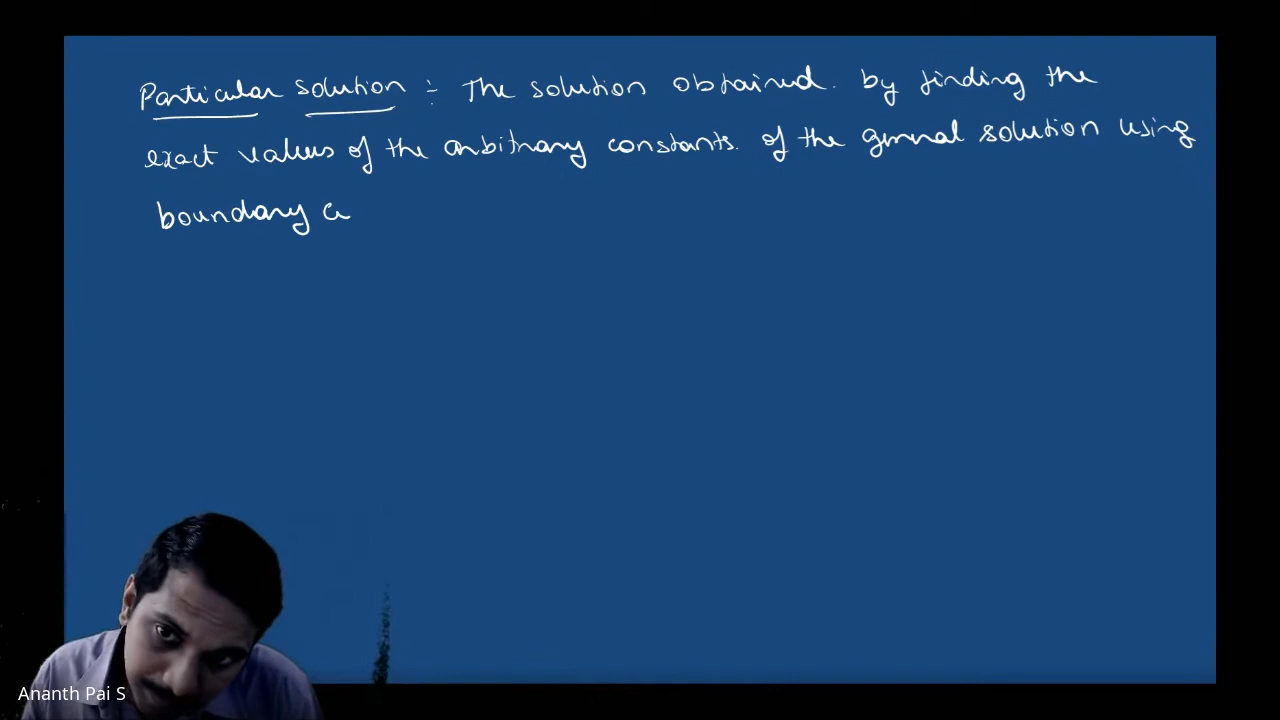 Particular solution :- The solution obtained. by finding the
exact values of the arbitrary constants. of the general solution using
boundary
Ananth Pai S